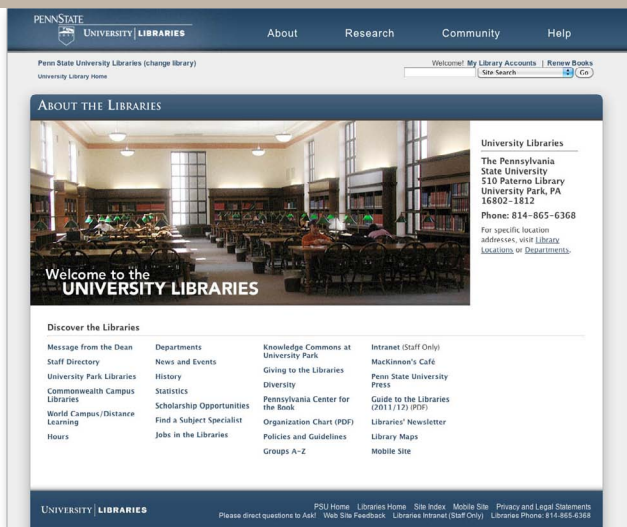 PENNSTATE
UNIVERSITY LIBRARIES
About Research Community Help
Penn State University Libraries (change library)
Welcome! My Library Accounts | Renew Books
University Library Home
Site Search Go
ABOUT THE LIBRARIES
Welcome to the
UNIVERSITY LIBRARIES
University Libraries
The Pennsylvania
State University
510 Paterno Library
University Park, PA
16802-1812
Phone: 814-865-6368
For specific location
addresses, visit Library
Locations or Departments.
Discover the Libraries
Message from the Dean
Staff Directory
University Park Libraries
Commonwealth Campus
Libraries
World Campus/Distance
Learning
Hours
Departments
News and Events
History
Statistics
Scholarship Opportunities
Find a Subject Specialist
Jobs in the Libraries
Knowledge Commons at
University Park
Giving to the Libraries
Diversity
Pennsylvania Center for
the Book
Organization Chart (PDF)
Policies and Guidelines
Groups A-Z
Intranet (Staff Only)
MacKinnon's Café
Penn State University
Press
Guide to the Libraries
(2011/12) (PDF)
Libraries' Newsletter
Library Maps
Mobile Site
UNIVERSITY LIBRARIES
PSU Home Libraries Home Site Index Mobile Site Privacy and Legal Statements
Please direct questions to Ask! Web Site Feedback Libraries Intranet (Staff Only) Libraries Phone: 814-865-6368